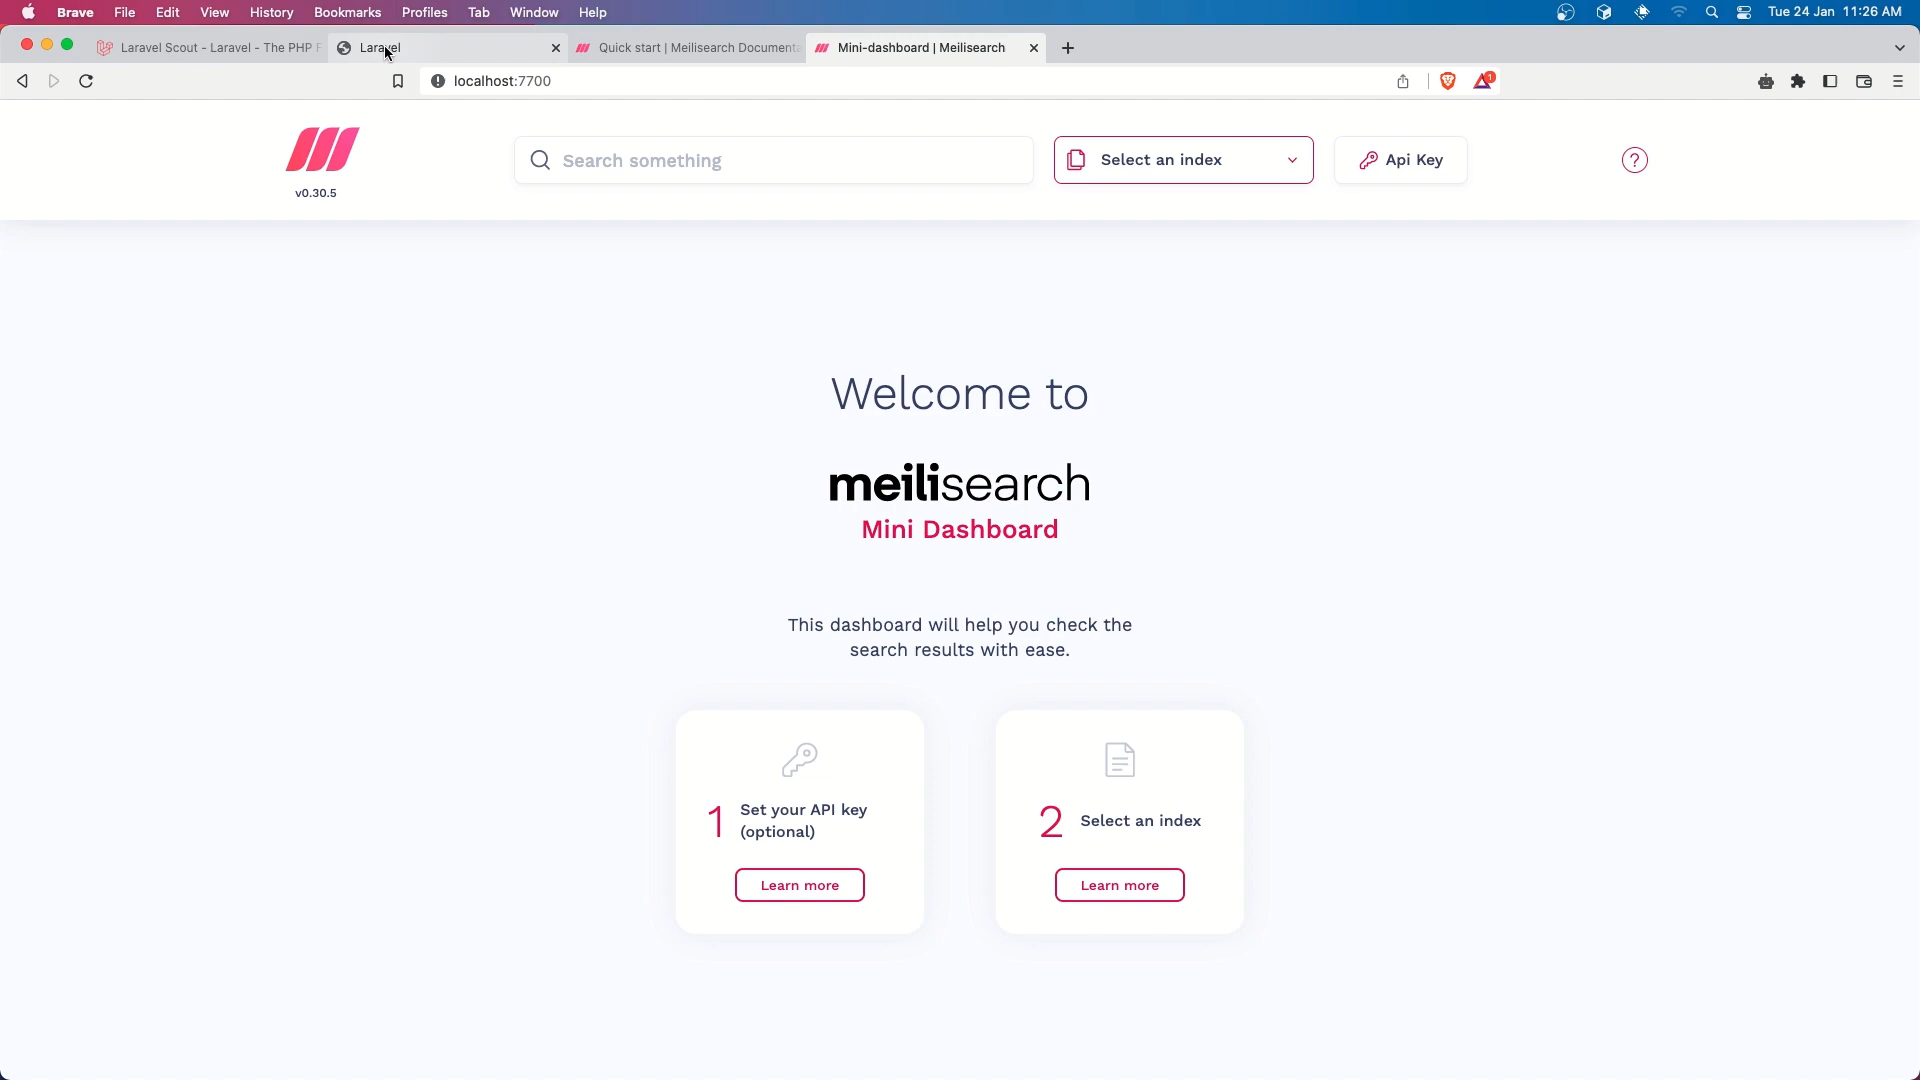 Brave File Edit View History Bookmarks Profiles Tab Window Help Tue 24 Jan 11:26 AM
Laravel Scout - Laravel - The PHP F Laravel Quick start | Meilisearch Documenta Mini-dashboard | Meilisearch
localhost:7700 1
Search something Select an index Api Key ?
v0.30.5
Welcome to
meilisearch
Mini Dashboard
This dashboard will help you check the
search results with ease.
1 Set your API key
(optional)
2 Select an index
Learn more Learn more